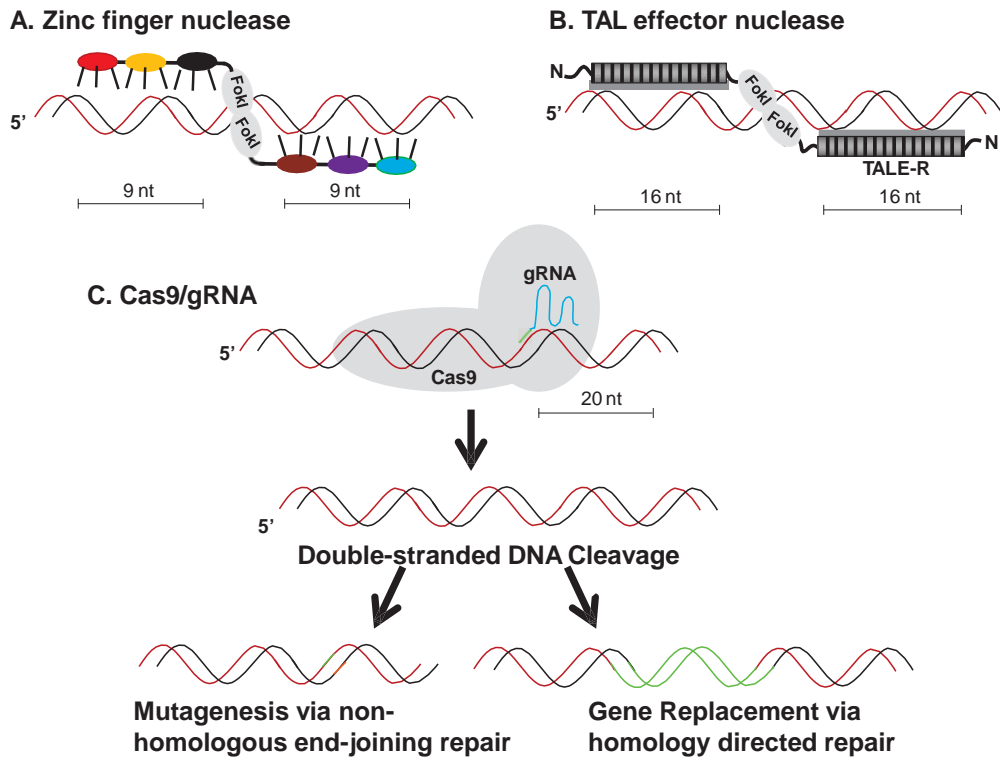 A. Zinc finger nuclease
FokI
FokI
5’
9 nt
9 nt
B. TAL effector nuclease
N
FokI
FokI
5’
N
TALE-R
16 nt
16 nt
C. Cas9/gRNA
gRNA
5’
Cas9
20 nt
5’
Double-stranded DNA Cleavage
Mutagenesis via non-
homologous end-joining repair
Gene Replacement via
homology directed repair